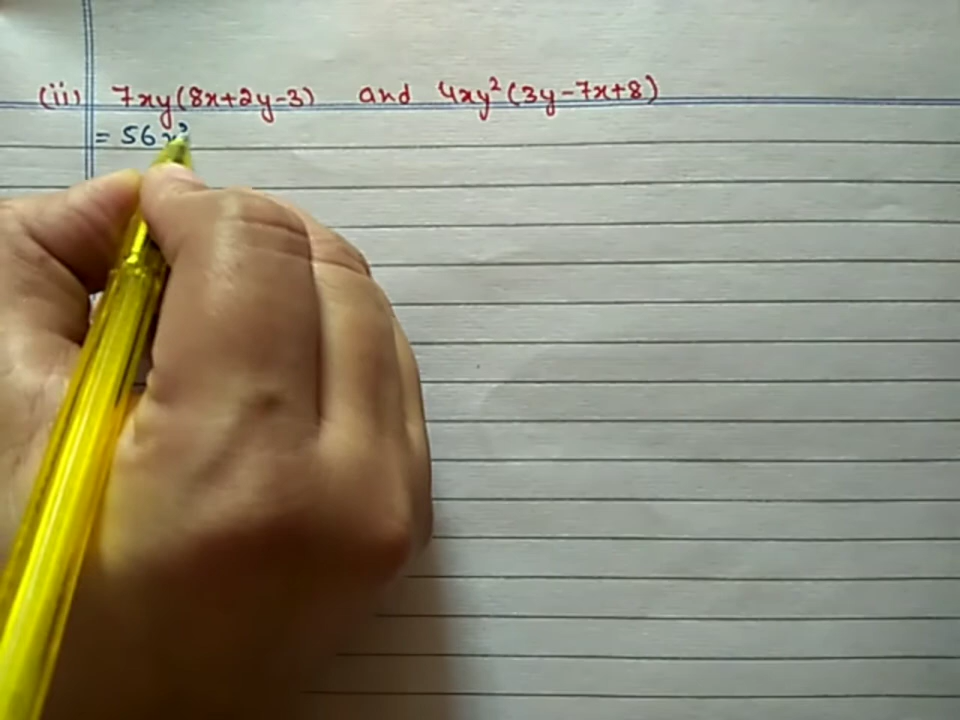 (ii) 7xy(8x+2y-3) and 4xy²(3y-7x+8)
= 56x²